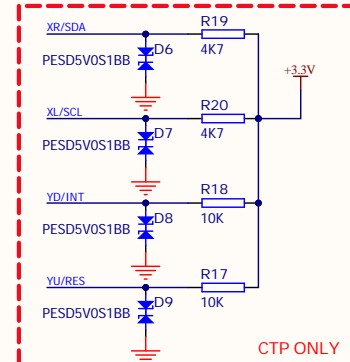 XR/SDA
R19
D6
PESD5V0S1BB
4K7
+3.3V
XL/SCL
R20
D7
PESD5V0S1BB
4K7
YD/INT
R18
D8
PESD5V0S1BB
10K
YU/RES
R17
D9
PESD5V0S1BB
10K
CTP ONLY